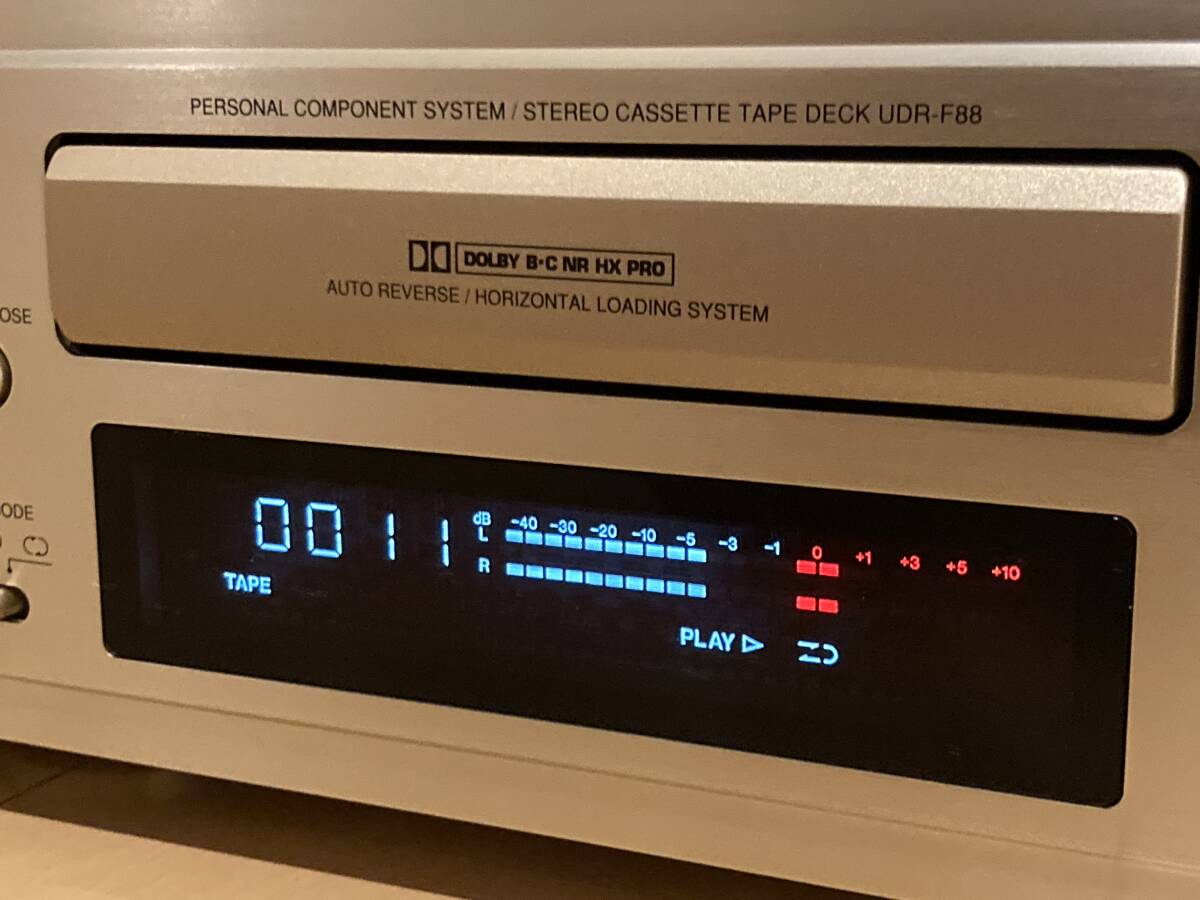 PERSONAL COMPONENT SYSTEM / STEREO CASSETTE TAPE DECK UDR-F88
DOLBY B·C NR HX PRO
AUTO REVERSE / HORIZONTAL LOADING SYSTEM
OSE
ODE
0011
TAPE
dB -40 -30 -20 -10 -5 -3 -1 0 +1 +3 +5 +10
L
R
PLAY